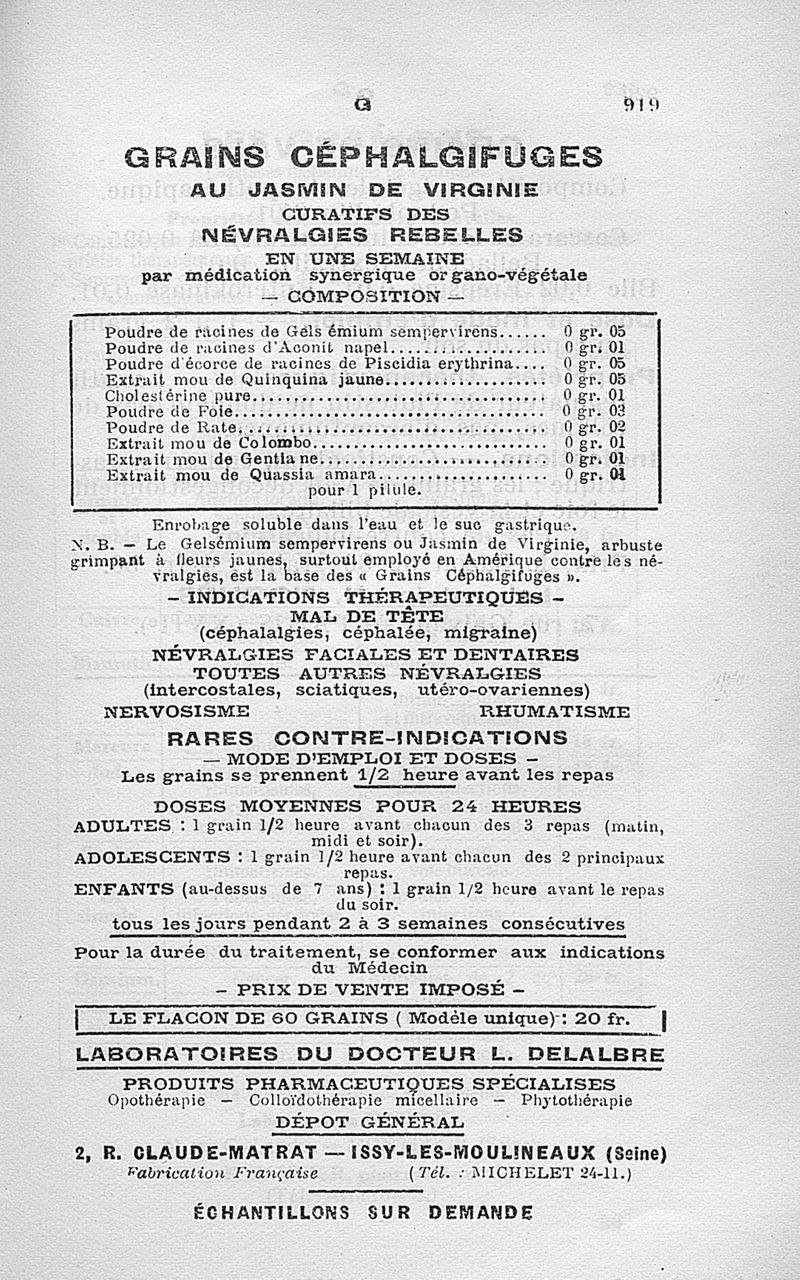 G 919
GRAINS CÉPHALGIFUGES
AU JASMIN DE VIRGINIE
CURATIFS DES
NÉVRALGIES REBELLES
EN UNE SEMAINE
par médication synergique organo-végétale
— COMPOSITION —
Poudre de racines de Gels émium sempervirens...... 0 gr. 05
Poudre de racines d'Aconit napel.................. 0 gr. 01
Poudre d'écorce de racines de Piscidia erythrina.... 0 gr. 05
Extrait mou de Quinquina jaune.................... 0 gr. 05
Cholestérine pure................................. 0 gr. 01
Poudre de Foie.................................... 0 gr. 03
Poudre de Rate.................................... 0 gr. 02
Extrait mou de Colombo............................ 0 gr. 01
Extrait mou de Gentiane........................... 0 gr. 01
Extrait mou de Quassia amara...................... 0 gr. 01
pour 1 pilule.
Enrobage soluble dans l'eau et le suc gastrique.
N. B. — Le Gelsémium sempervirens ou Jasmin de Virginie, arbuste
grimpant à fleurs jaunes, surtout employé en Amérique contre les né-
vralgies, est la base des « Grains Céphalgifuges ».
— INDICATIONS THÉRAPEUTIQUES —
MAL DE TÊTE
(céphalalgies, céphalée, migraine)
NÉVRALGIES FACIALES ET DENTAIRES
TOUTES AUTRES NÉVRALGIES
(intercostales, sciatiques, utéro-ovariennes)
NERVOSISME RHUMATISME
RARES CONTRE-INDICATIONS
— MODE D'EMPLOI ET DOSES —
Les grains se prennent 1/2 heure avant les repas
DOSES MOYENNES POUR 24 HEURES
ADULTES : 1 grain 1/2 heure avant chacun des 3 repas (matin,
midi et soir).
ADOLESCENTS : 1 grain 1/2 heure avant chacun des 2 principaux
repas.
ENFANTS (au-dessus de 7 ans) : 1 grain 1/2 heure avant le repas
du soir.
tous les jours pendant 2 à 3 semaines consécutives
Pour la durée du traitement, se conformer aux indications
du Médecin
— PRIX DE VENTE IMPOSÉ —
LE FLACON DE 60 GRAINS ( Modèle unique) : 20 fr.
LABORATOIRES DU DOCTEUR L. DELALBRE
PRODUITS PHARMACEUTIQUES SPÉCIALISES
Opothérapie — Colloïdothérapie micellaire — Phytothérapie
DÉPOT GÉNÉRAL
2, R. CLAUDE-MATRAT — ISSY-LES-MOULINEAUX (Seine)
Fabrication Française (Tél. : MICHELET 24-11.)
ÉCHANTILLONS SUR DEMANDE